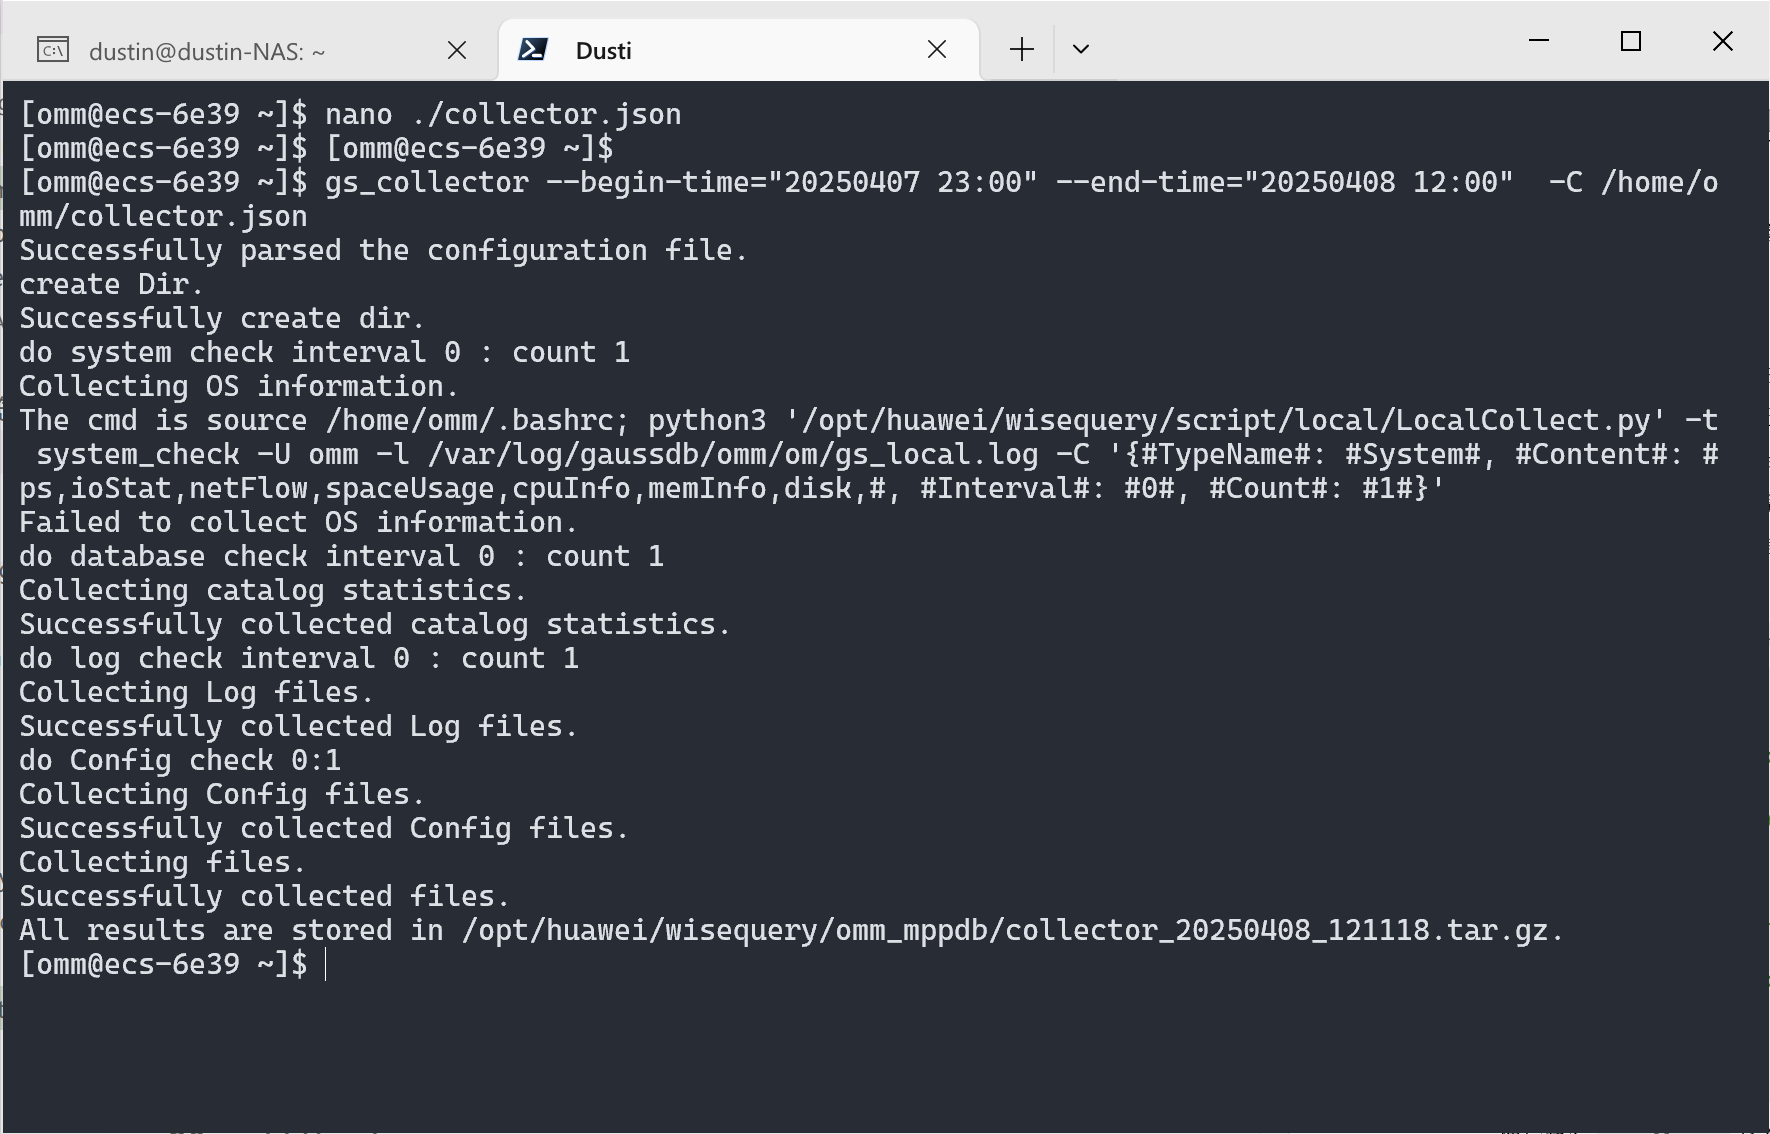 dustin@dustin-NAS: ~
Dusti
[omm@ecs-6e39 ~]$ nano ./collector.json
[omm@ecs-6e39 ~]$ [omm@ecs-6e39 ~]$
[omm@ecs-6e39 ~]$ gs_collector --begin-time="20250407 23:00" --end-time="20250408 12:00"  -C /home/o
mm/collector.json
Successfully parsed the configuration file.
create Dir.
Successfully create dir.
do system check interval 0 : count 1
Collecting OS information.
The cmd is source /home/omm/.bashrc; python3 '/opt/huawei/wisequery/script/local/LocalCollect.py' -t
 system_check -U omm -l /var/log/gaussdb/omm/om/gs_local.log -C '{#TypeName#: #System#, #Content#: #
ps,ioStat,netFlow,spaceUsage,cpuInfo,memInfo,disk,#, #Interval#: #0#, #Count#: #1#}'
Failed to collect OS information.
do database check interval 0 : count 1
Collecting catalog statistics.
Successfully collected catalog statistics.
do log check interval 0 : count 1
Collecting Log files.
Successfully collected Log files.
do Config check 0:1
Collecting Config files.
Successfully collected Config files.
Collecting files.
Successfully collected files.
All results are stored in /opt/huawei/wisequery/omm_mppdb/collector_20250408_121118.tar.gz.
[omm@ecs-6e39 ~]$